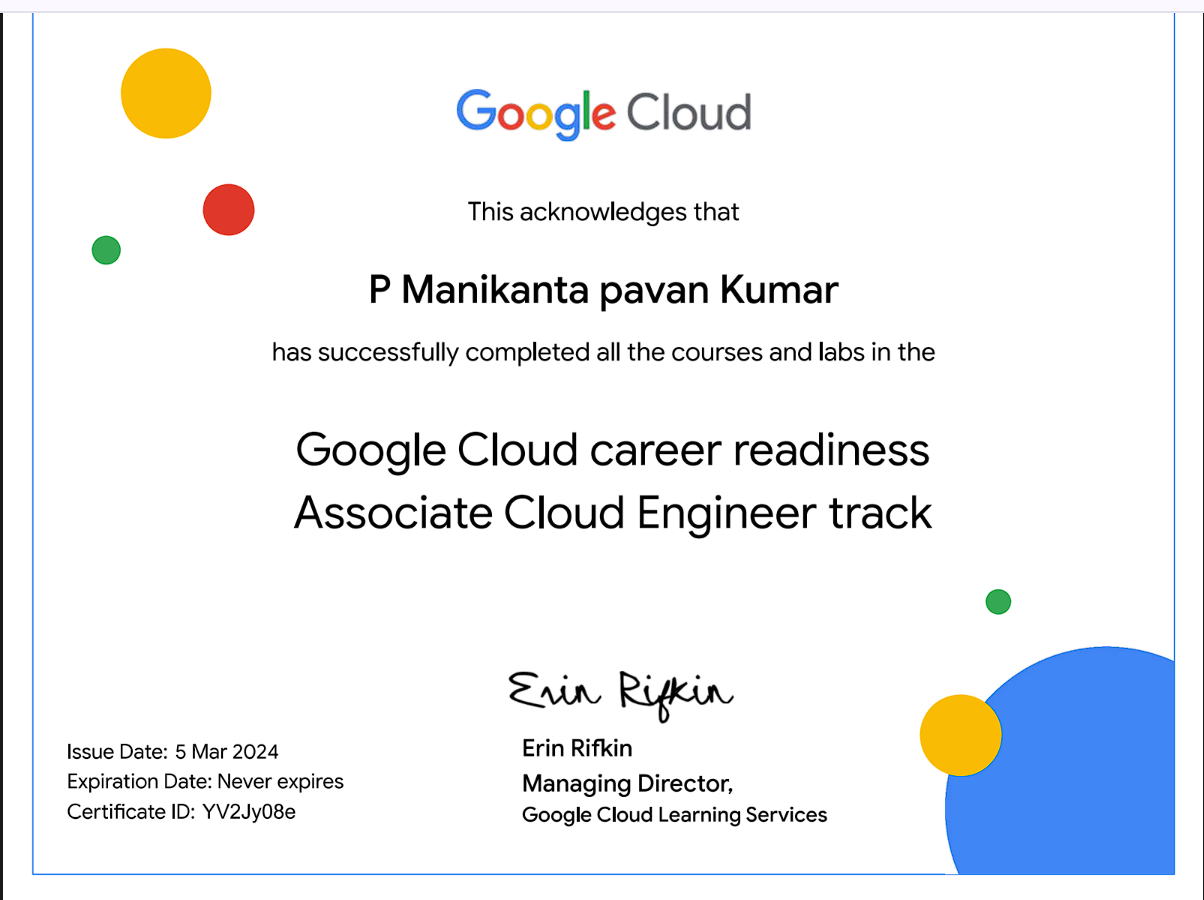 Google Cloud
This acknowledges that
P Manikanta pavan Kumar
has successfully completed all the courses and labs in the
Google Cloud career readiness
Associate Cloud Engineer track
Erin Rifkin
Issue Date: 5 Mar 2024
Expiration Date: Never expires
Certificate ID: YV2Jy08e
Erin Rifkin
Managing Director,
Google Cloud Learning Services